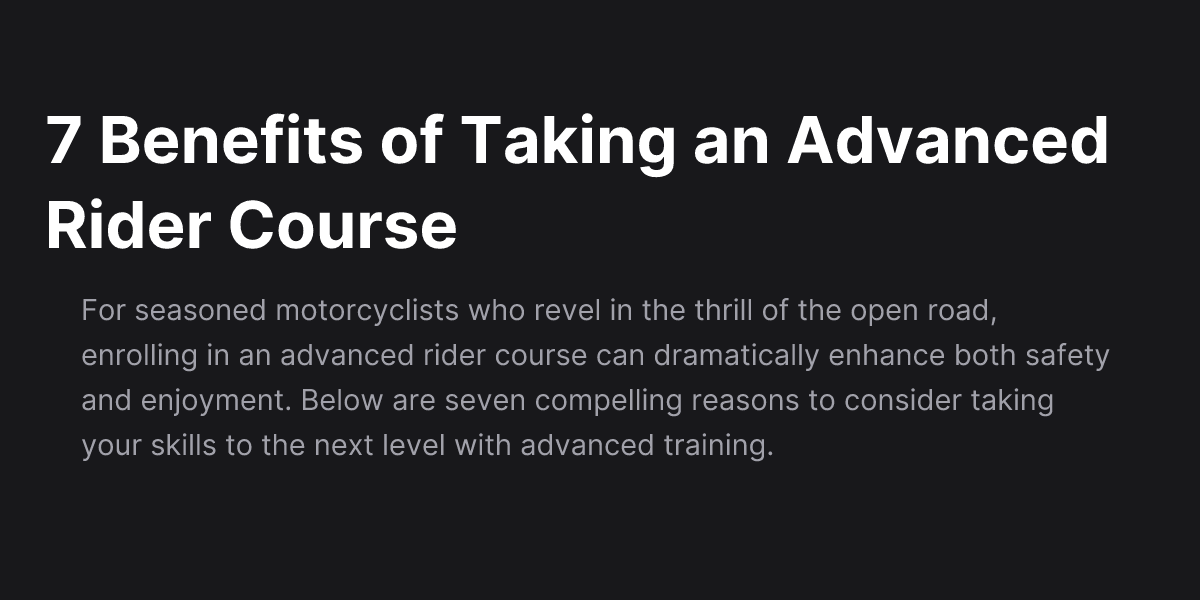 7 Benefits of Taking an Advanced
Rider Course
For seasoned motorcyclists who revel in the thrill of the open road,
enrolling in an advanced rider course can dramatically enhance both safety
and enjoyment. Below are seven compelling reasons to consider taking
your skills to the next level with advanced training.